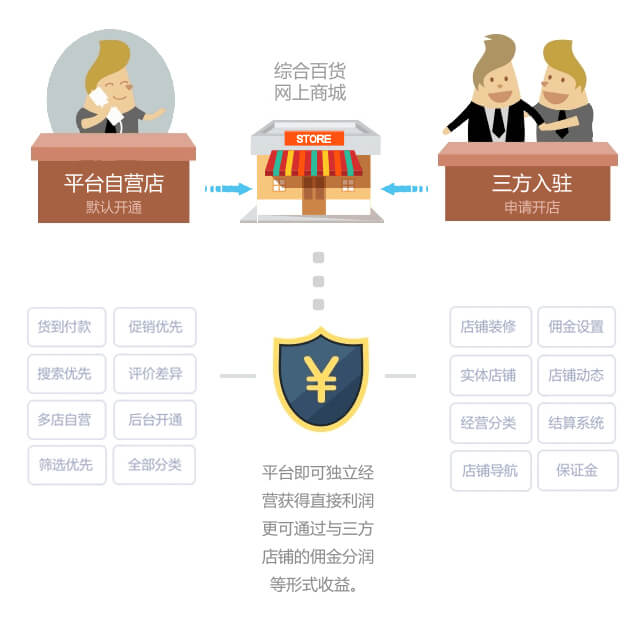 综合百货
网上商城
STORE
平台自营店
默认开通
三方入驻
申请开店
货到付款
促销优先
搜索优先
评价差异
多店自营
后台开通
筛选优先
全部分类
¥
店铺装修
佣金设置
实体店铺
店铺动态
经营分类
结算系统
店铺导航
保证金
平台即可独立经
营获得直接利润
更可通过与三方
店铺的佣金分润
等形式收益。